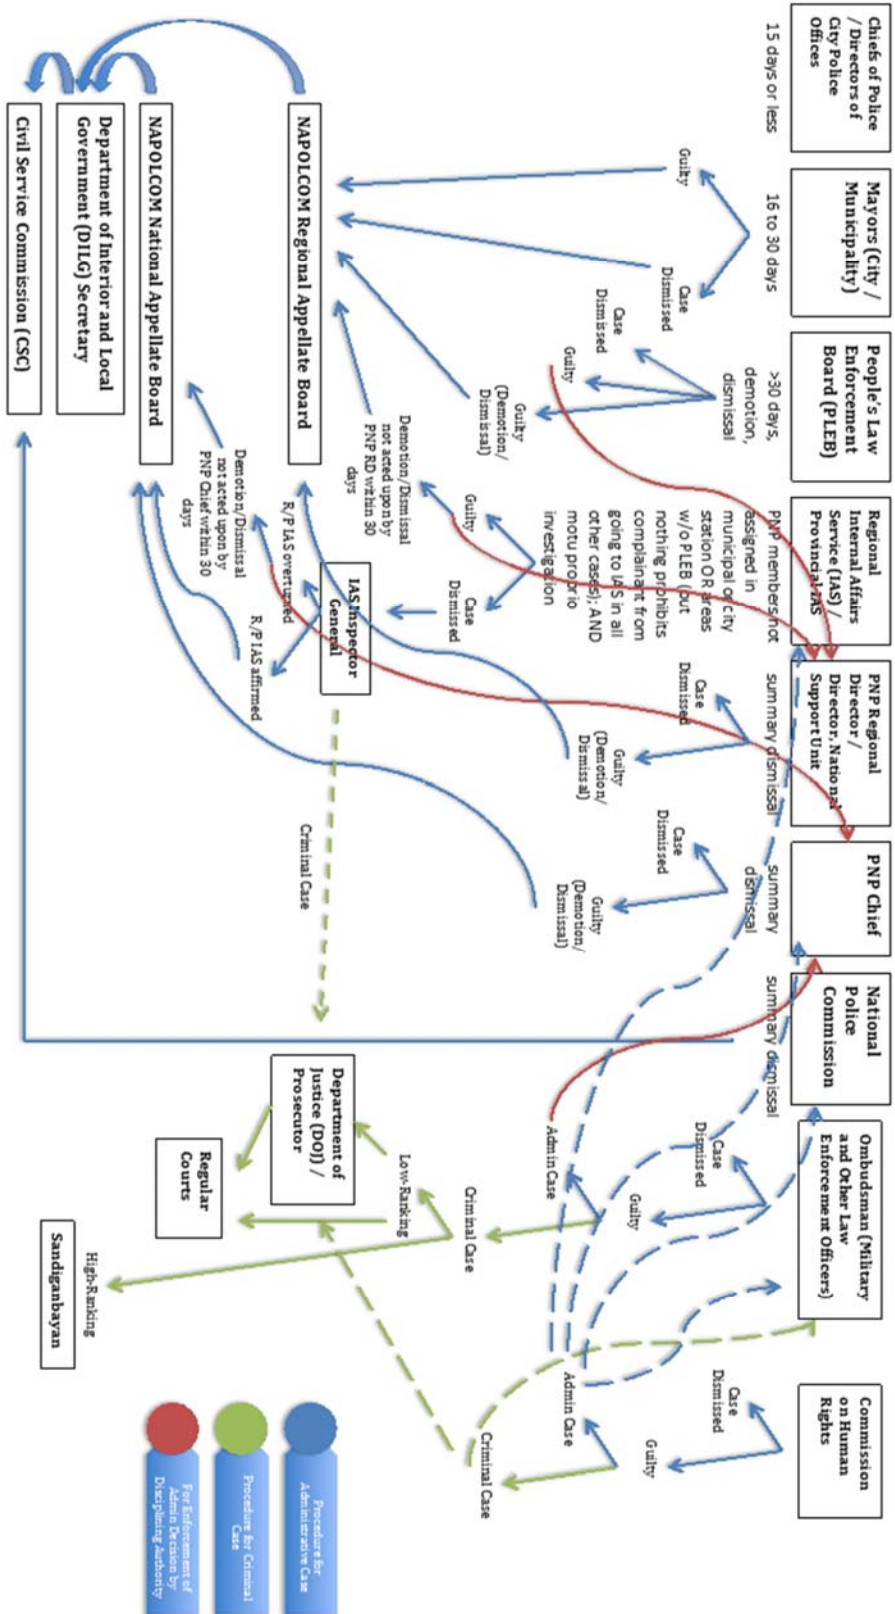 Chiefs of Police
/ Directors of
City Police
Offices
15 days or less
Mayors (City /
Municipality)
16 to 30 days
People's Law
Enforcement
Board (PLEB)
>30 days,
demotion,
dismissal
Regional
Internal Affairs
Service (IAS) /
Provincial IAS
PNP members not
assigned in
municipal or city
station OR areas
w/o PLEB (but
nothing prohibits
complainant from
going to IAS in all
other cases); AND
motu proprio
investigation
PNP Regional
Director /
Director, National
Support Unit
summary dismissal
PNP Chief
summary
dismissal
National
Police
Commission
summary dismissal
Ombudsman (Military
and Other Law
Enforcement Officers)
Commission
on Human
Rights
Guilty
Case
Dismissed
Case
Dismissed
Guilty
Guilty
(Demotion/
Dismissal)
Guilty
Case
Dismissed
Demotion/Dismissal
not acted upon by
PNP RD within 30
days
IAS Inspector
General
R/P IAS overturned
R/P IAS affirmed
Demotion/Dismissal
not acted upon by
PNP Chief within 30
days
Case
Dismissed
Guilty
(Demotion/
Dismissal)
Case
Dismissed
Guilty
(Demotion/
Dismissal)
Case
Dismissed
Guilty
Admin Case
Criminal Case
Low-Ranking
High-Ranking
Case
Dismissed
Guilty
Admin Case
Criminal Case
Criminal Case
NAPOLCOM Regional Appellate Board
NAPOLCOM National Appellate Board
Department of Interior and Local
Government (DILG) Secretary
Civil Service Commission (CSC)
Department of
Justice (DOJ) /
Prosecutor
Regular
Courts
Sandiganbayan
Procedure for
Administrative Case
Procedure for Criminal
Case
For Enforcement of
Admin Decision by
Disciplining Authority